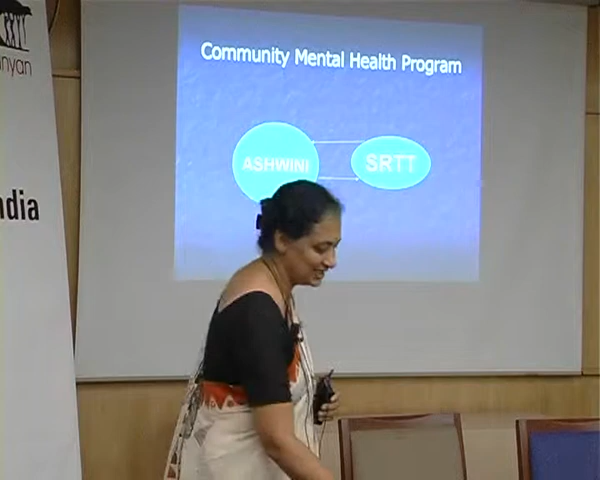 nyan
ndia
Community Mental Health Program
ASHWINI
SRTT